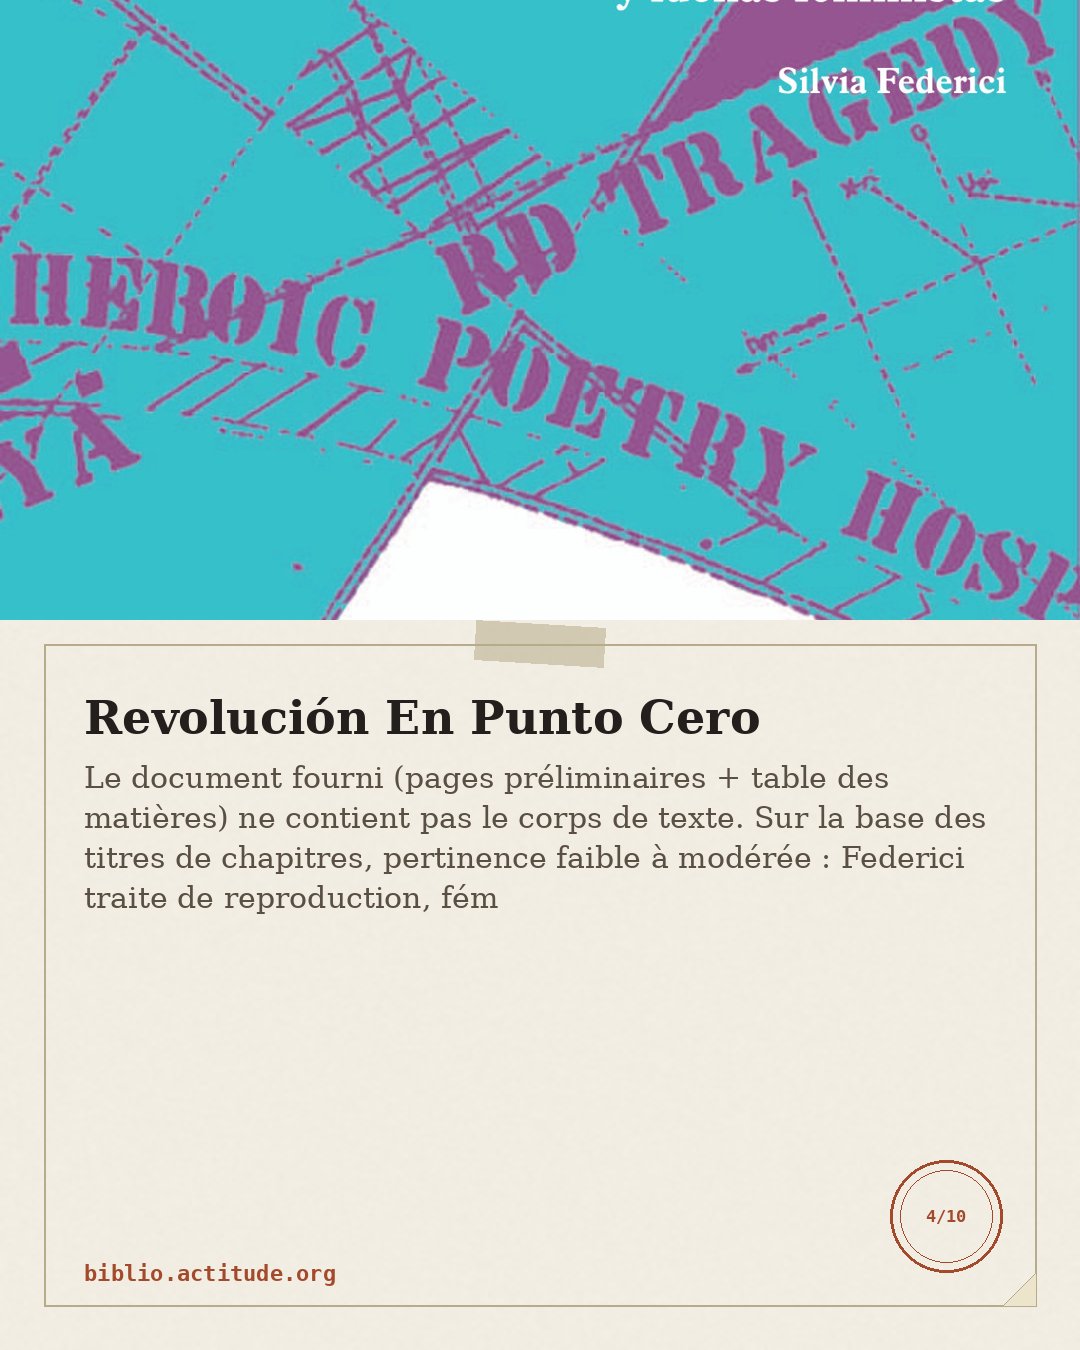 Silvia Federici
RD TRAGEDY
HEROIC POETRY HOSP
YA
Revolución En Punto Cero
Le document fourni (pages préliminaires + table des
matières) ne contient pas le corps de texte. Sur la base des
titres de chapitres, pertinence faible à modérée : Federici
traite de reproduction, fém
4/10
biblio.actitude.org